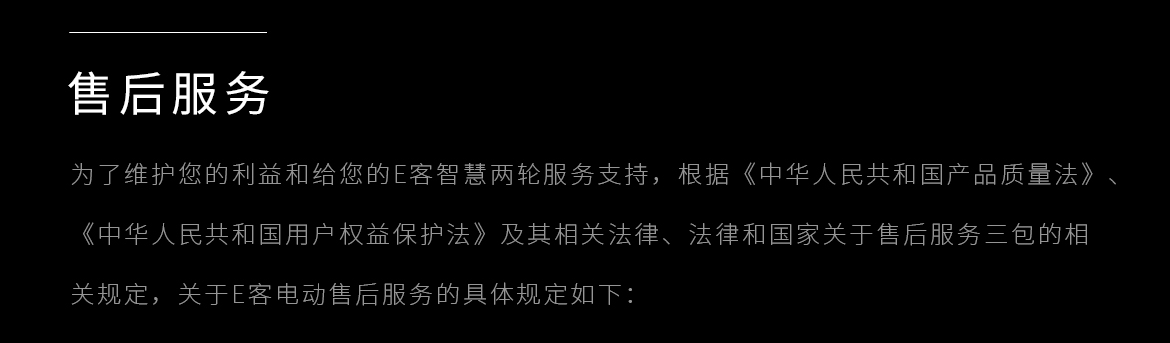 售后服务
为了维护您的利益和给您的E客智慧两轮服务支持，根据《中华人民共和国产品质量法》、
《中华人民共和国用户权益保护法》及其相关法律、法律和国家关于售后服务三包的相
关规定，关于E客电动售后服务的具体规定如下：